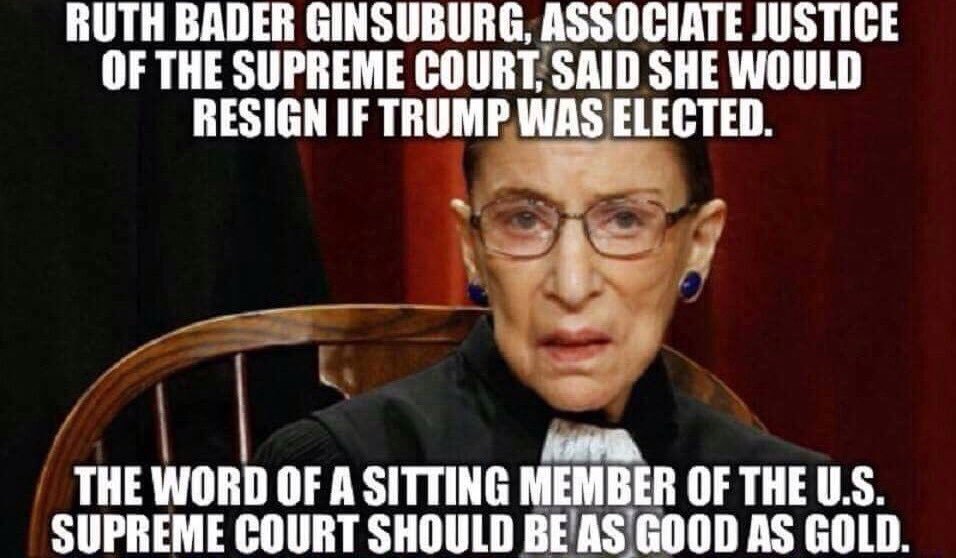 RUTH BADER GINSUBURG, ASSOCIATE JUSTICE
OF THE SUPREME COURT, SAID SHE WOULD
RESIGN IF TRUMP WAS ELECTED.
THE WORD OF A SITTING MEMBER OF THE U.S.
SUPREME COURT SHOULD BE AS GOOD AS GOLD.